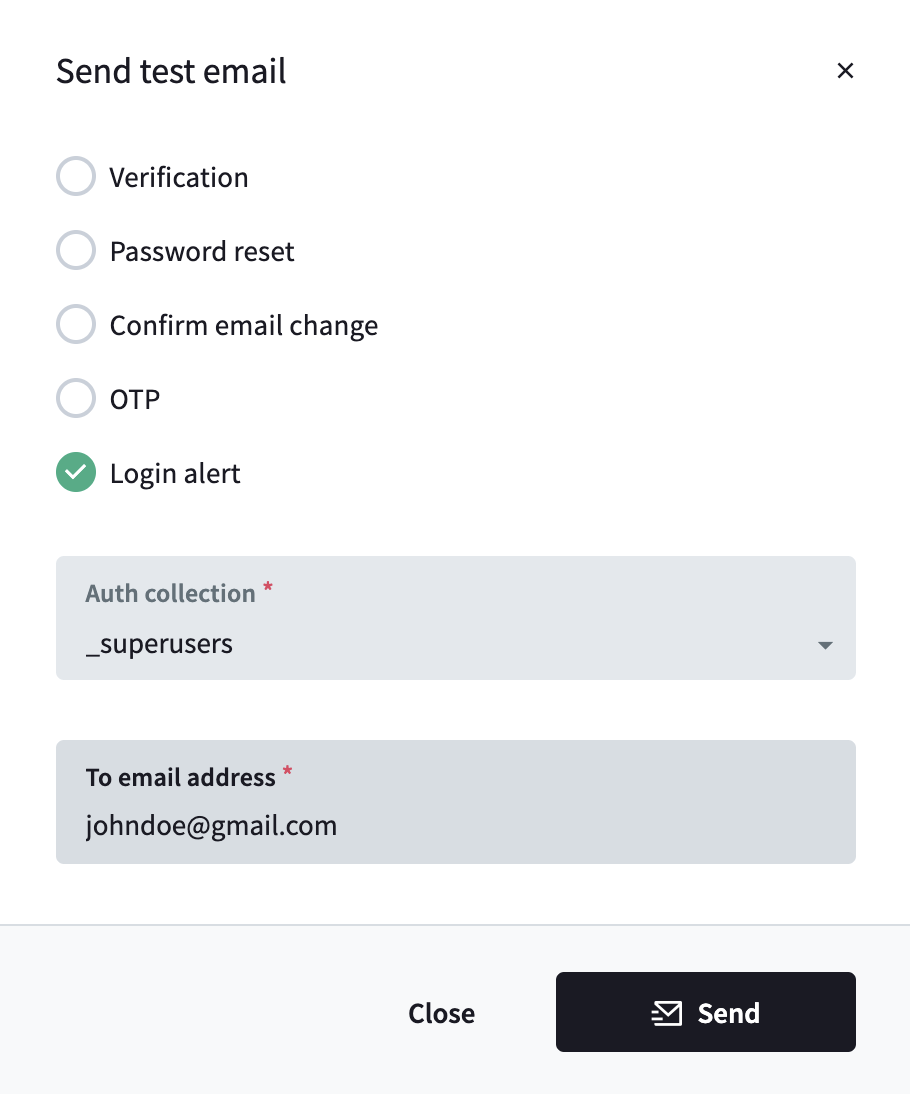 Send test email
Verification
Password reset
Confirm email change
OTP
Login alert
Auth collection *
_superusers
To email address *
johndoe@gmail.com
Close Send